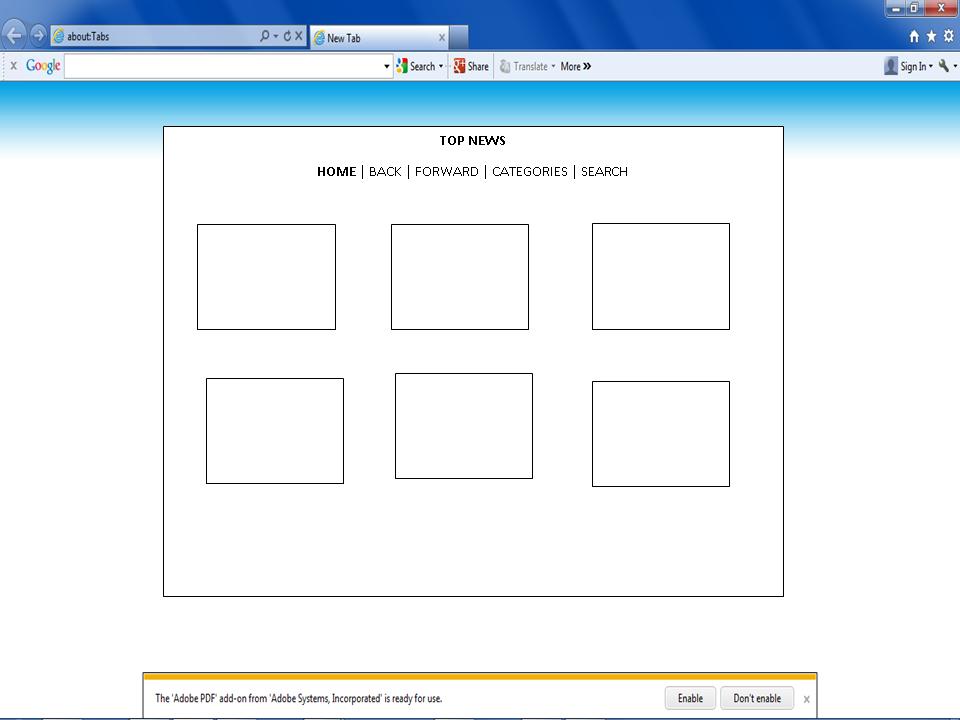 about:Tabs
New Tab
Google
Search
Share
Translate
More
Sign In
TOP NEWS
HOME | BACK | FORWARD | CATEGORIES | SEARCH
The 'Adobe PDF' add-on from 'Adobe Systems, Incorporated' is ready for use.
Enable
Don't enable